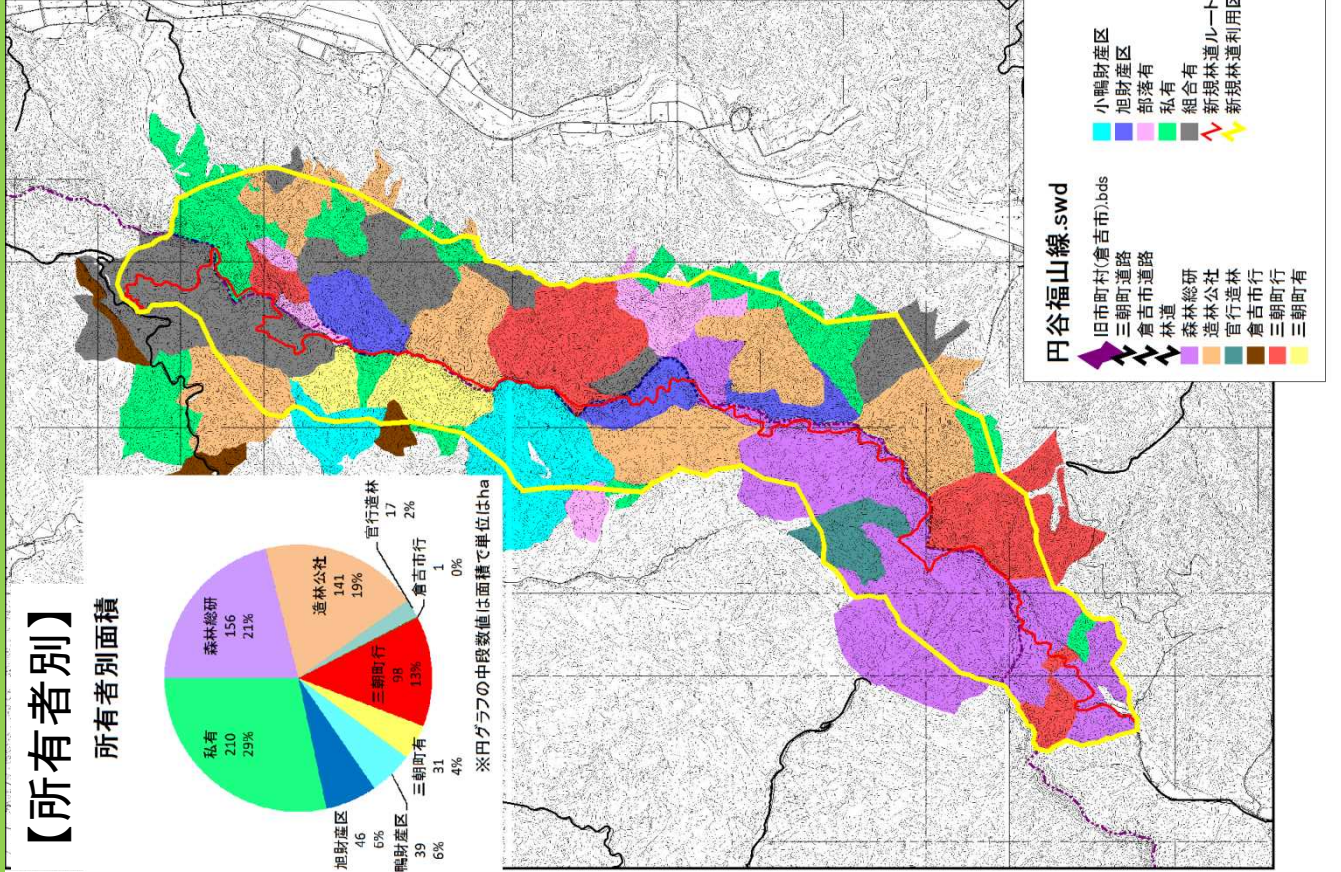 【所有者別】
所有者別面積
森林総研
156
21%
造林公社
141
19%
官行造林
17
2%
倉吉市行
1
0%
三朝町行
98
13%
三朝町有
31
4%
鴨財産区
39
6%
旭財産区
46
6%
私有
210
29%
※円グラフの中段数値は面積で単位はha
円谷福山線.swd
旧市町村(倉吉市).bds
三朝町道路
倉吉市道路
林道
森林総研
造林公社
官行造林
倉吉市行
三朝町行
三朝町有
小鴨財産区
旭財産区
部落有
私有
組合有
新規林道ルート
新規林道利用区